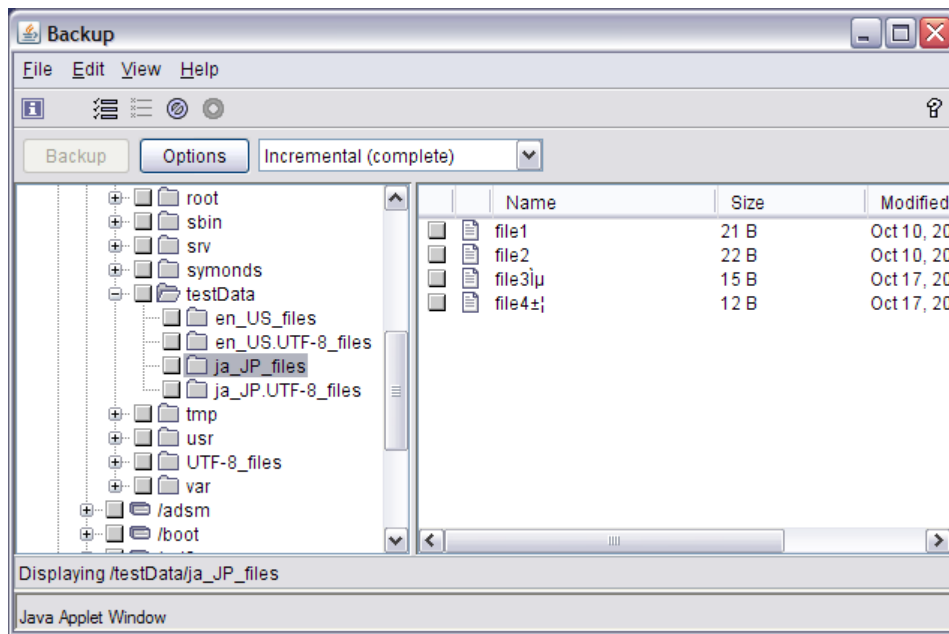 Backup
File Edit View Help
Backup Options Incremental (complete)
root
sbin
srv
symonds
testData
en_US_files
en_US.UTF-8_files
ja_JP_files
ja_JP.UTF-8_files
tmp
usr
UTF-8_files
var
/adsm
/boot
Name Size Modified
file1 21 B Oct 10, 20
file2 22 B Oct 10, 20
file3Ìµ 15 B Oct 17, 20
file4±¦ 12 B Oct 17, 20
Displaying /testData/ja_JP_files
Java Applet Window